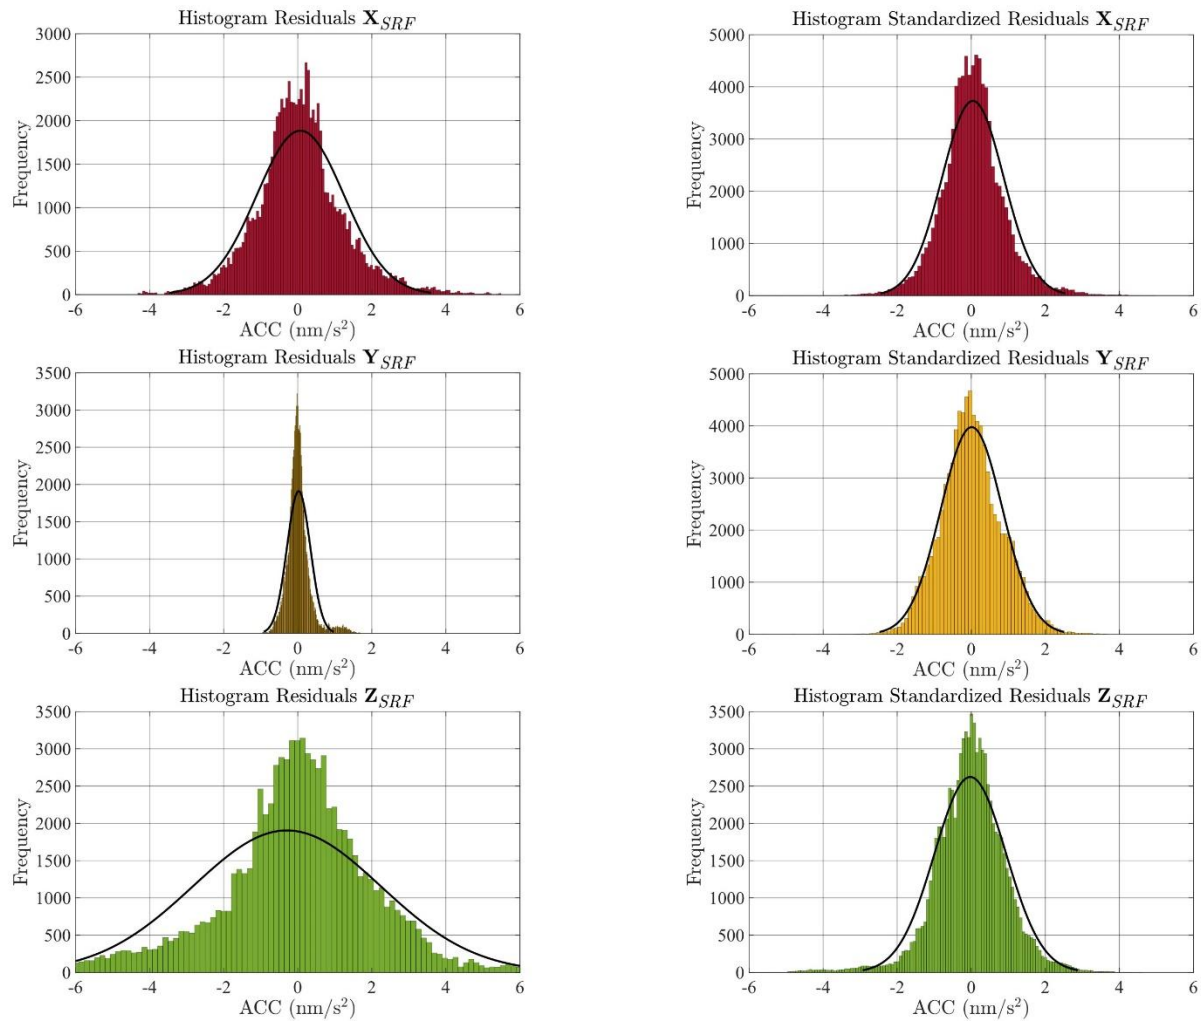 Histogram Residuals X_SRF
3000
2500
2000
1500
1000
500
0
Frequency
-6 -4 -2 0 2 4 6
ACC (nm/s²)
Histogram Standardized Residuals X_SRF
5000
4000
3000
2000
1000
0
Frequency
-6 -4 -2 0 2 4 6
ACC (nm/s²)
Histogram Residuals Y_SRF
3500
3000
2500
2000
1500
1000
500
0
Frequency
-6 -4 -2 0 2 4 6
ACC (nm/s²)
Histogram Standardized Residuals Y_SRF
5000
4000
3000
2000
1000
0
Frequency
-6 -4 -2 0 2 4 6
ACC (nm/s²)
Histogram Residuals Z_SRF
3500
3000
2500
2000
1500
1000
500
0
Frequency
-6 -4 -2 0 2 4 6
ACC (nm/s²)
Histogram Standardized Residuals Z_SRF
3500
3000
2500
2000
1500
1000
500
0
Frequency
-6 -4 -2 0 2 4 6
ACC (nm/s²)